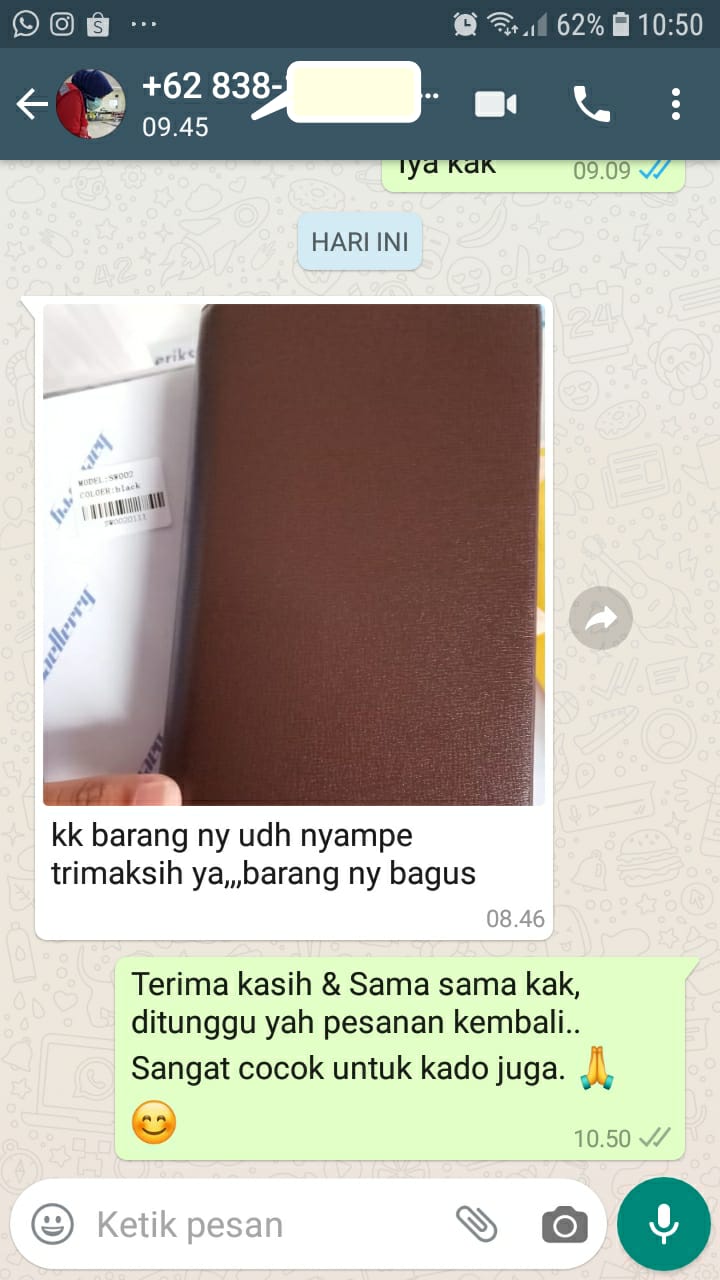 62% 10:50
+62 838-
...
09.45
Iya kak
09.09
HARI INI
eriks
MODEL:SW002
COLOER:black
SW0020111
kk barang ny udh nyampe
trimaksih ya,,,barang ny bagus
08.46
Terima kasih & Sama sama kak,
ditunggu yah pesanan kembali..
Sangat cocok untuk kado juga. 🙏
😊
10.50
Ketik pesan